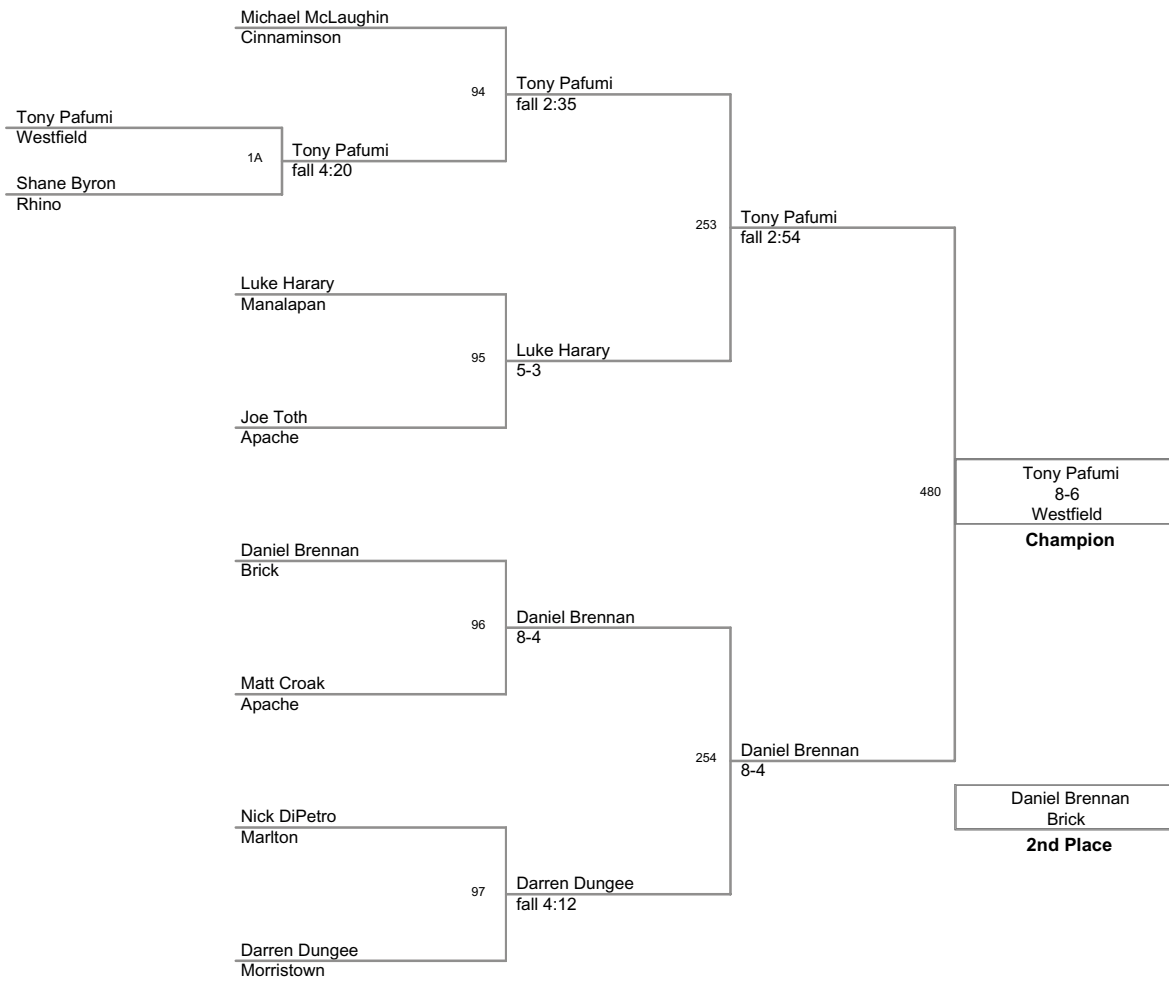 Michael McLaughin
Cinnaminson
94
Tony Pafumi
fall 2:35
Tony Pafumi
Westfield
1A
Tony Pafumi
fall 4:20
Shane Byron
Rhino
253
Tony Pafumi
fall 2:54
Luke Harary
Manalapan
95
Luke Harary
5-3
Joe Toth
Apache
480
Tony Pafumi
8-6
Westfield
Champion
Daniel Brennan
Brick
96
Daniel Brennan
8-4
Matt Croak
Apache
254
Daniel Brennan
8-4
Daniel Brennan
Brick
2nd Place
Nick DiPetro
Marlton
97
Darren Dungee
fall 4:12
Darren Dungee
Morristown